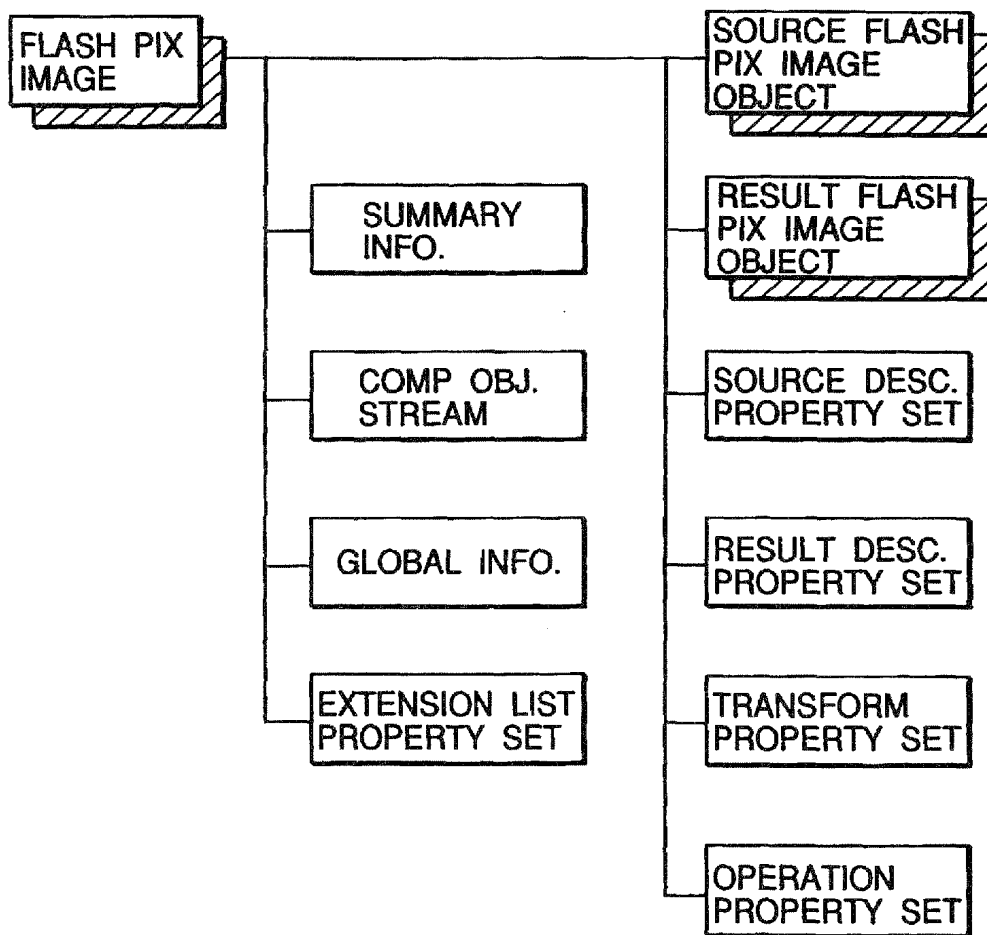 FLASH PIX
IMAGE
SUMMARY
INFO.
COMP OBJ.
STREAM
GLOBAL INFO.
EXTENSION LIST
PROPERTY SET
SOURCE FLASH
PIX IMAGE
OBJECT
RESULT FLASH
PIX IMAGE
OBJECT
SOURCE DESC.
PROPERTY SET
RESULT DESC.
PROPERTY SET
TRANSFORM
PROPERTY SET
OPERATION
PROPERTY SET